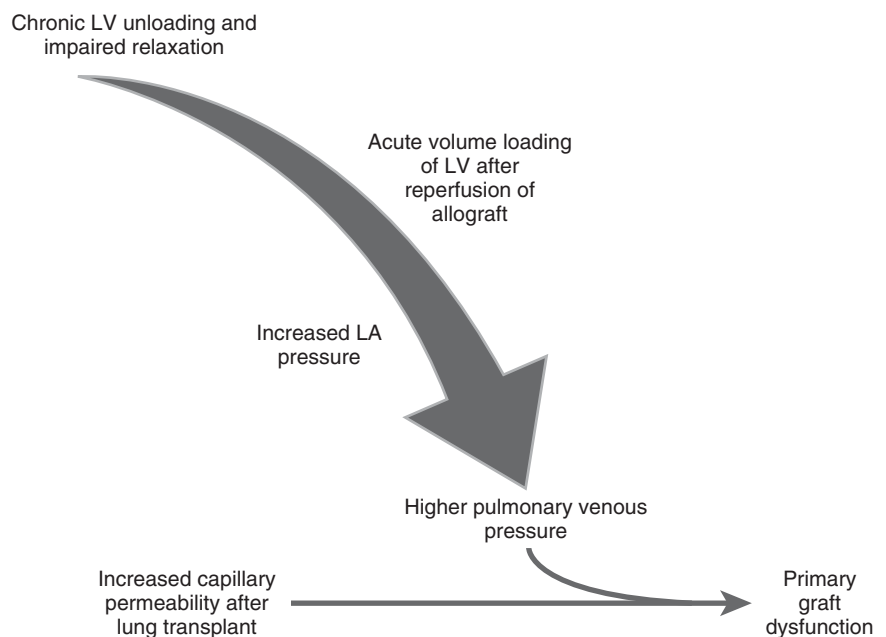 Chronic LV unloading and
impaired relaxation
Acute volume loading
of LV after
reperfusion of
allograft
Increased LA
pressure
Higher pulmonary venous
pressure
Increased capillary
permeability after
lung transplant
Primary
graft
dysfunction